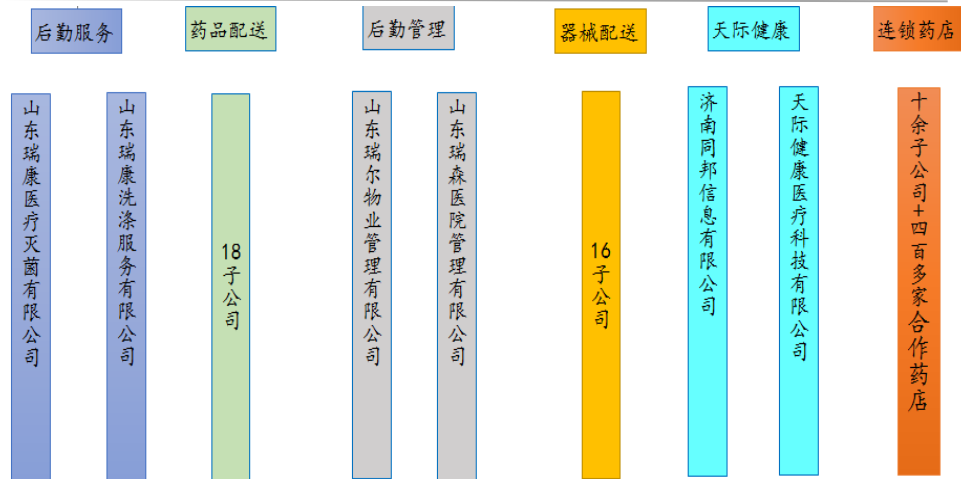 后勤服务
药品配送
后勤管理
器械配送
天际健康
连锁药店
山东瑞康医疗灭菌有限公司
山东瑞康洗涤服务有限公司
18子公司
山东瑞尔物业管理有限公司
山东瑞森医院管理有限公司
16子公司
济南同邦信息有限公司
天际健康医疗科技有限公司
十余子公司+四百多家合作药店